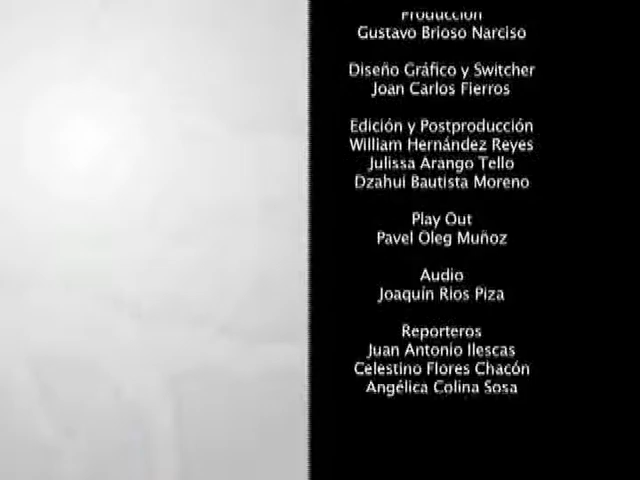 Producción
Gustavo Brioso Narciso
Diseño Gráfico y Switcher
Joan Carlos Fierros
Edición y Postproducción
William Hernández Reyes
Julissa Arango Tello
Dzahui Bautista Moreno
Play Out
Pavel Oleg Muñoz
Audio
Joaquín Rios Piza
Reporteros
Juan Antonio Ilescas
Celestino Flores Chacón
Angélica Colina Sosa